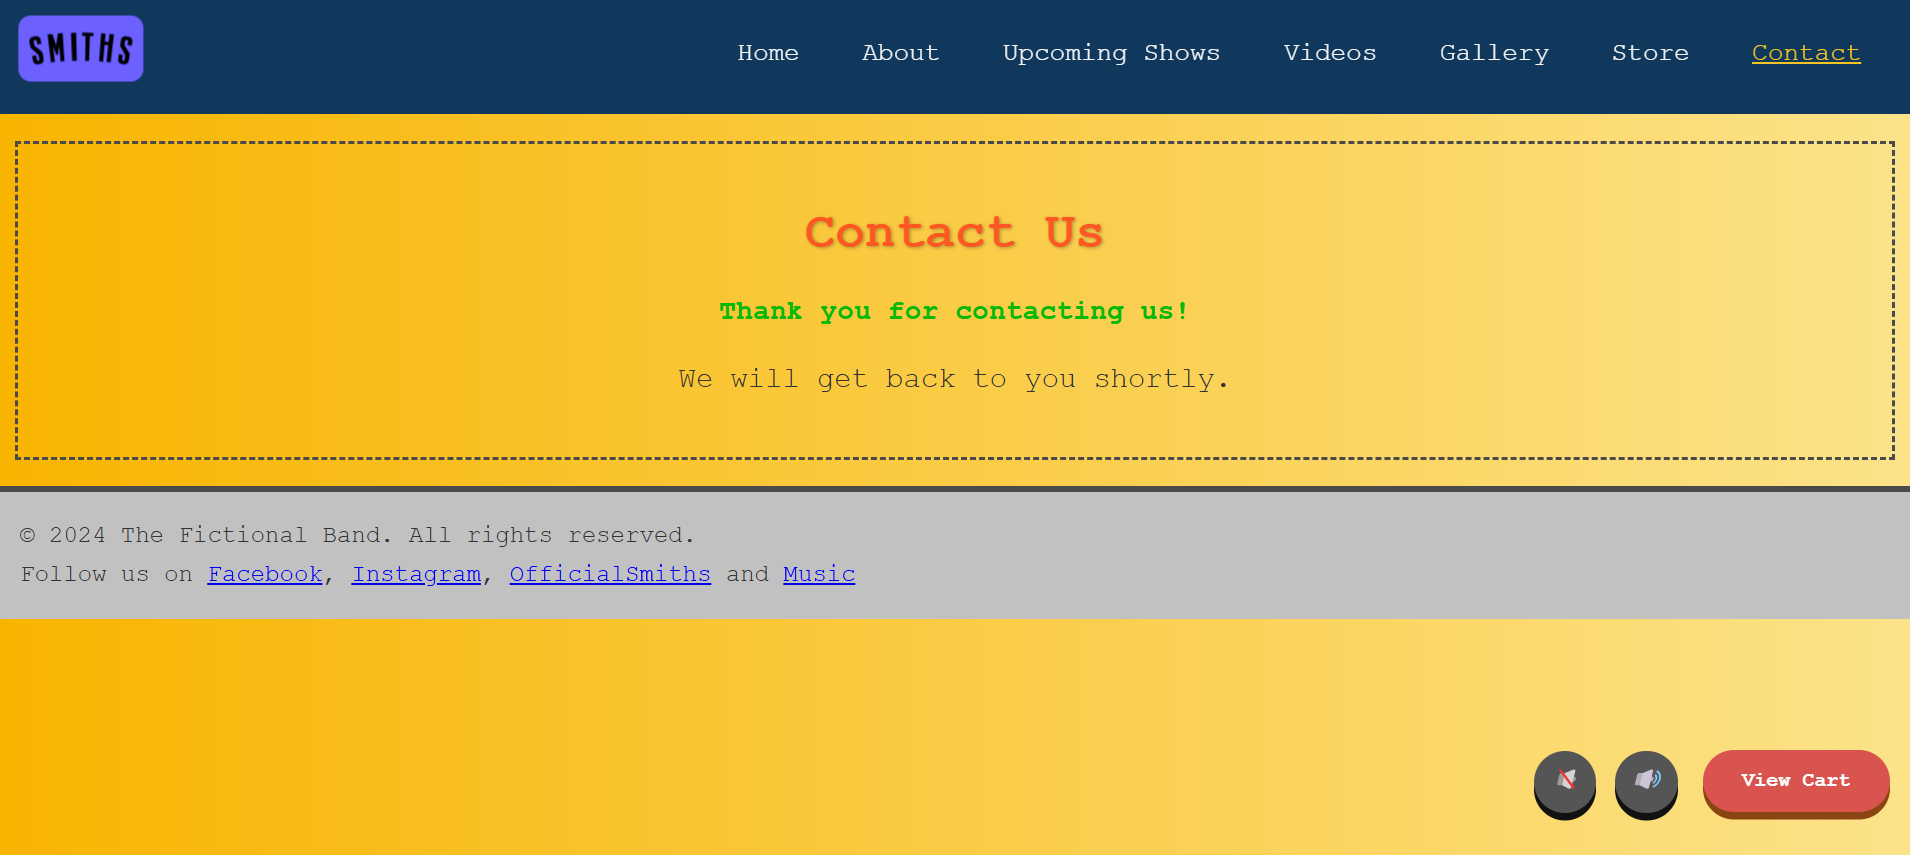 SMITHS
Home About Upcoming Shows Videos Gallery Store Contact
Contact Us
Thank you for contacting us!
We will get back to you shortly.
© 2024 The Fictional Band. All rights reserved.
Follow us on Facebook, Instagram, OfficialSmiths and Music
View Cart